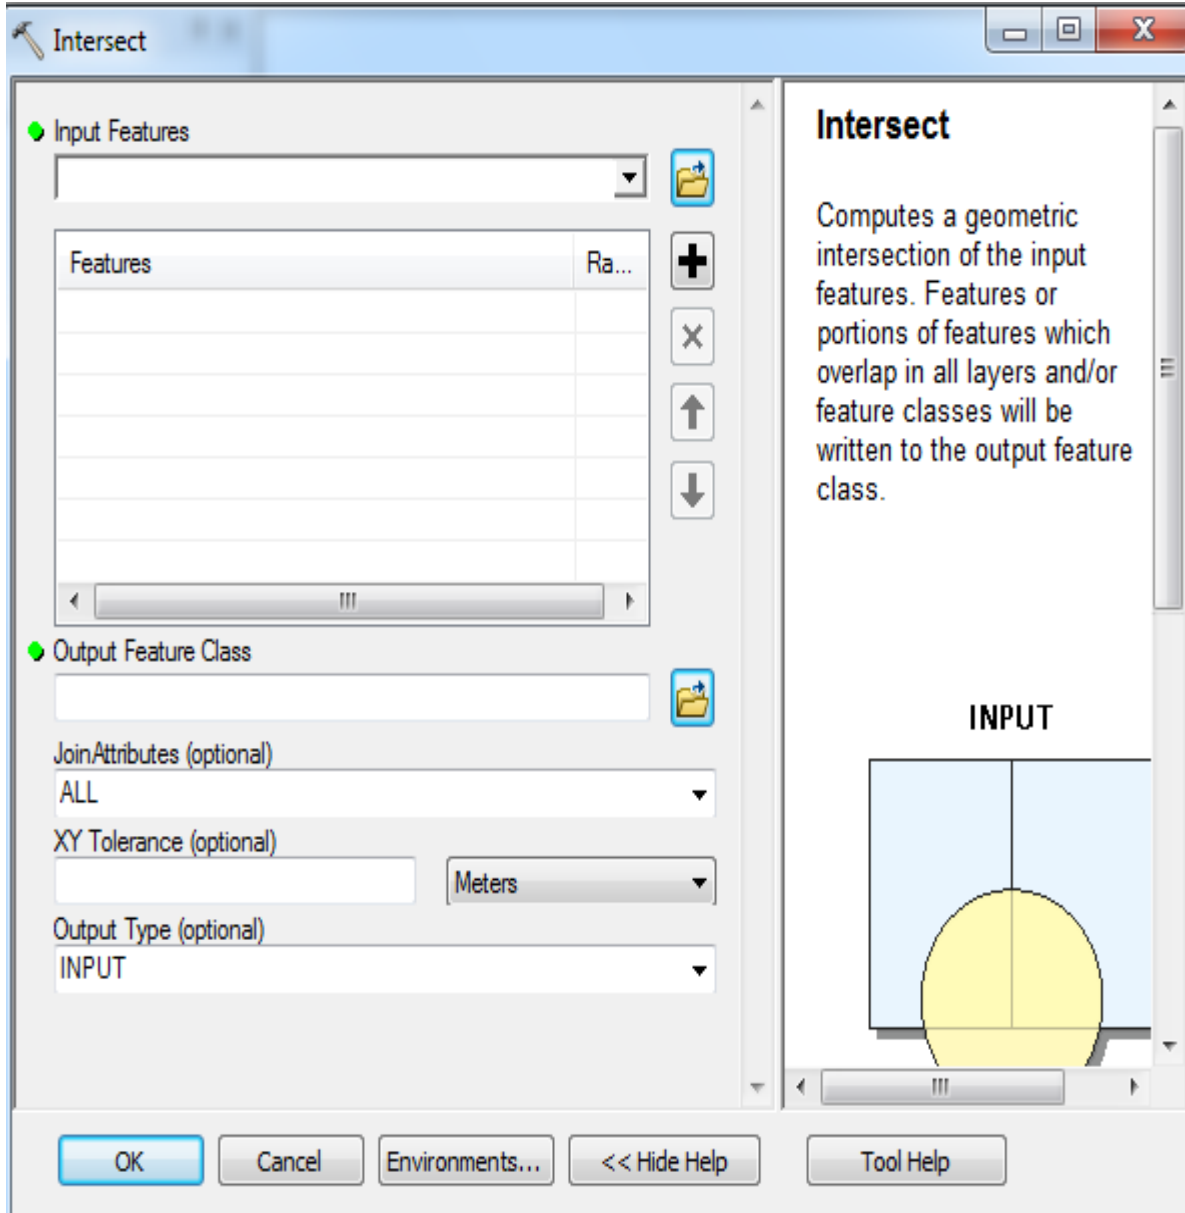 Intersect
Input Features
Features Ra...
Output Feature Class
JoinAttributes (optional)
ALL
XY Tolerance (optional)
Meters
Output Type (optional)
INPUT
Intersect
Computes a geometric
intersection of the input
features. Features or
portions of features which
overlap in all layers and/or
feature classes will be
written to the output feature
class.
INPUT
OK Cancel Environments... << Hide Help Tool Help